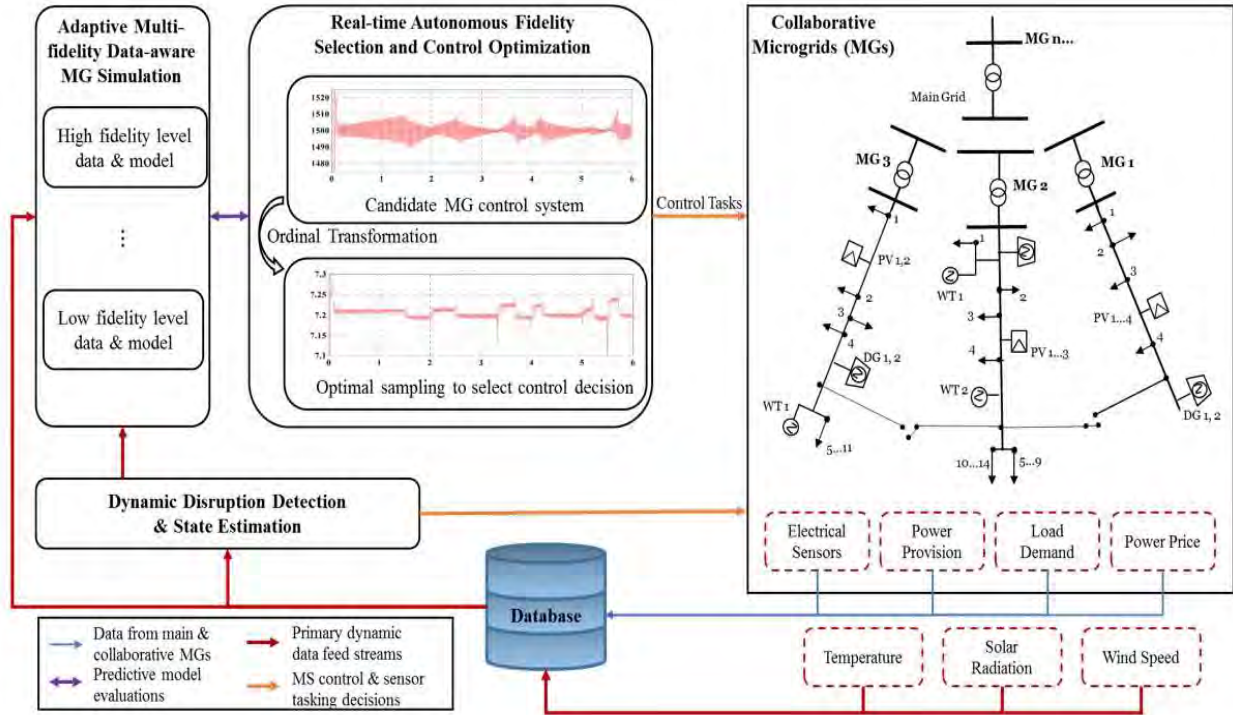 Adaptive Multi-
fidelity Data-aware
MG Simulation
High fidelity level
data & model
⋮
Low fidelity level
data & model
Real-time Autonomous Fidelity
Selection and Control Optimization
1520
1510
1500
1490
1480
0
1
2
3
4
5
6
Candidate MG control system
Ordinal Transformation
7.3
7.25
7.2
7.15
7.1
0
1
2
3
4
5
6
Optimal sampling to select control decision
Control Tasks
Collaborative
Microgrids (MGs)
MG n...
Main Grid
MG 3
MG 2
MG 1
1
PV 1,2
2
3
4
DG 1, 2
WT 1
5...11
1
WT 1
2
3
4
PV 1...3
WT 2
10...14
5...9
1
2
3
PV 1...4
4
DG 1, 2
Dynamic Disruption Detection
& State Estimation
Electrical
Sensors
Power
Provision
Load
Demand
Power Price
Database
Temperature
Solar
Radiation
Wind Speed
Data from main &
collaborative MGs
Primary dynamic
data feed streams
Predictive model
evaluations
MS control & sensor
tasking decisions